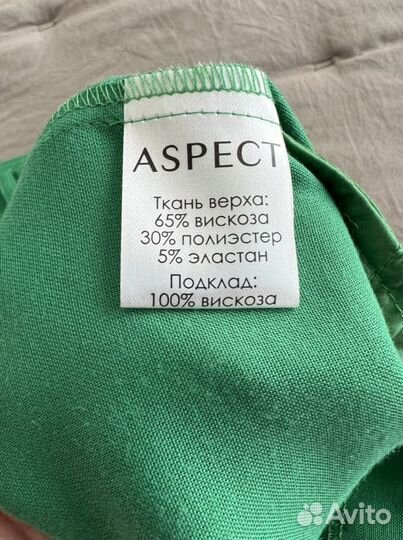 ASPECT
Ткань верха:
65% вискоза
30% полиэстер
5% эластан
Подклад:
100% вискоза
Avito